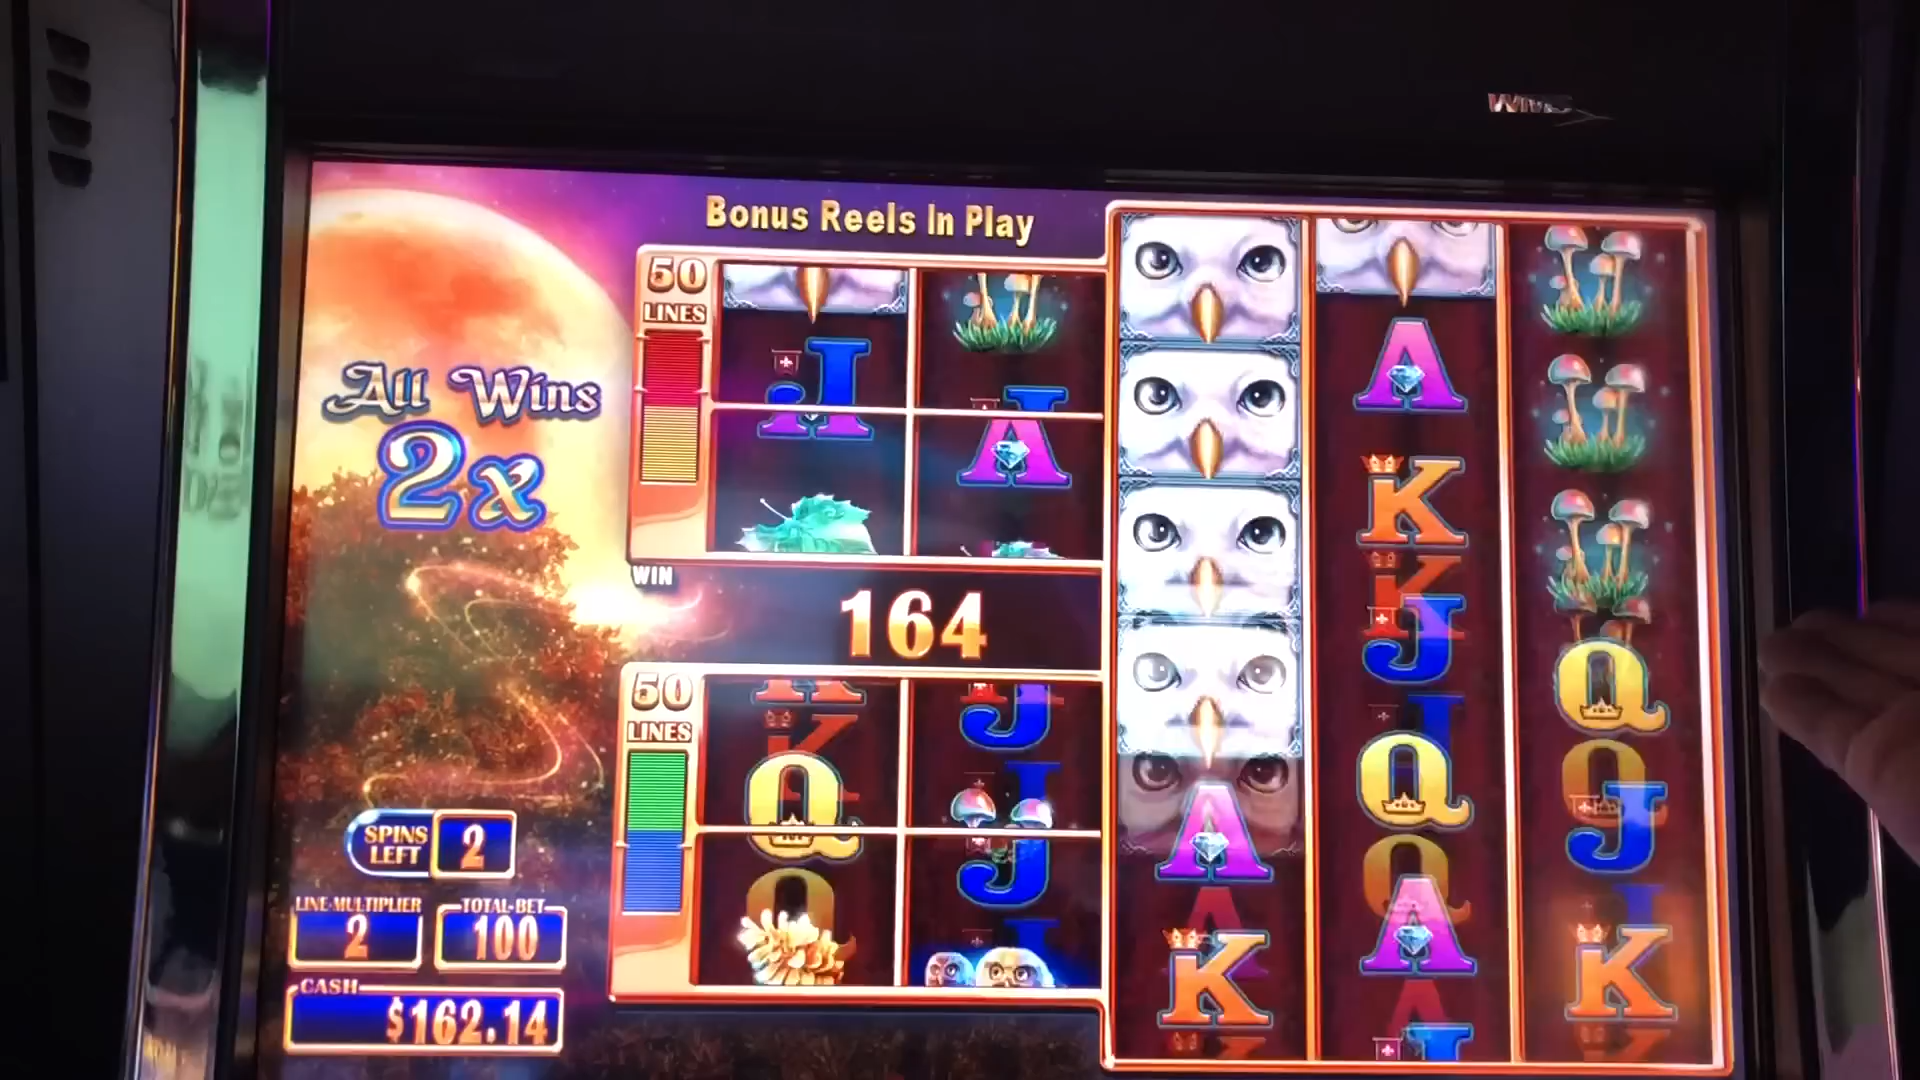 WMS
Bonus Reels In Play
50
LINES
All Wins
2x
WIN
164
50
LINES
SPINS
LEFT
2
LINE-MULTIPLIER
2
TOTAL-BET
100
CASH
$162.14
J
J
A
A
K
K
J
J
Q
Q
A
J
K
Q
Q
J
K
J
Q
Q
J
J
J
A
K